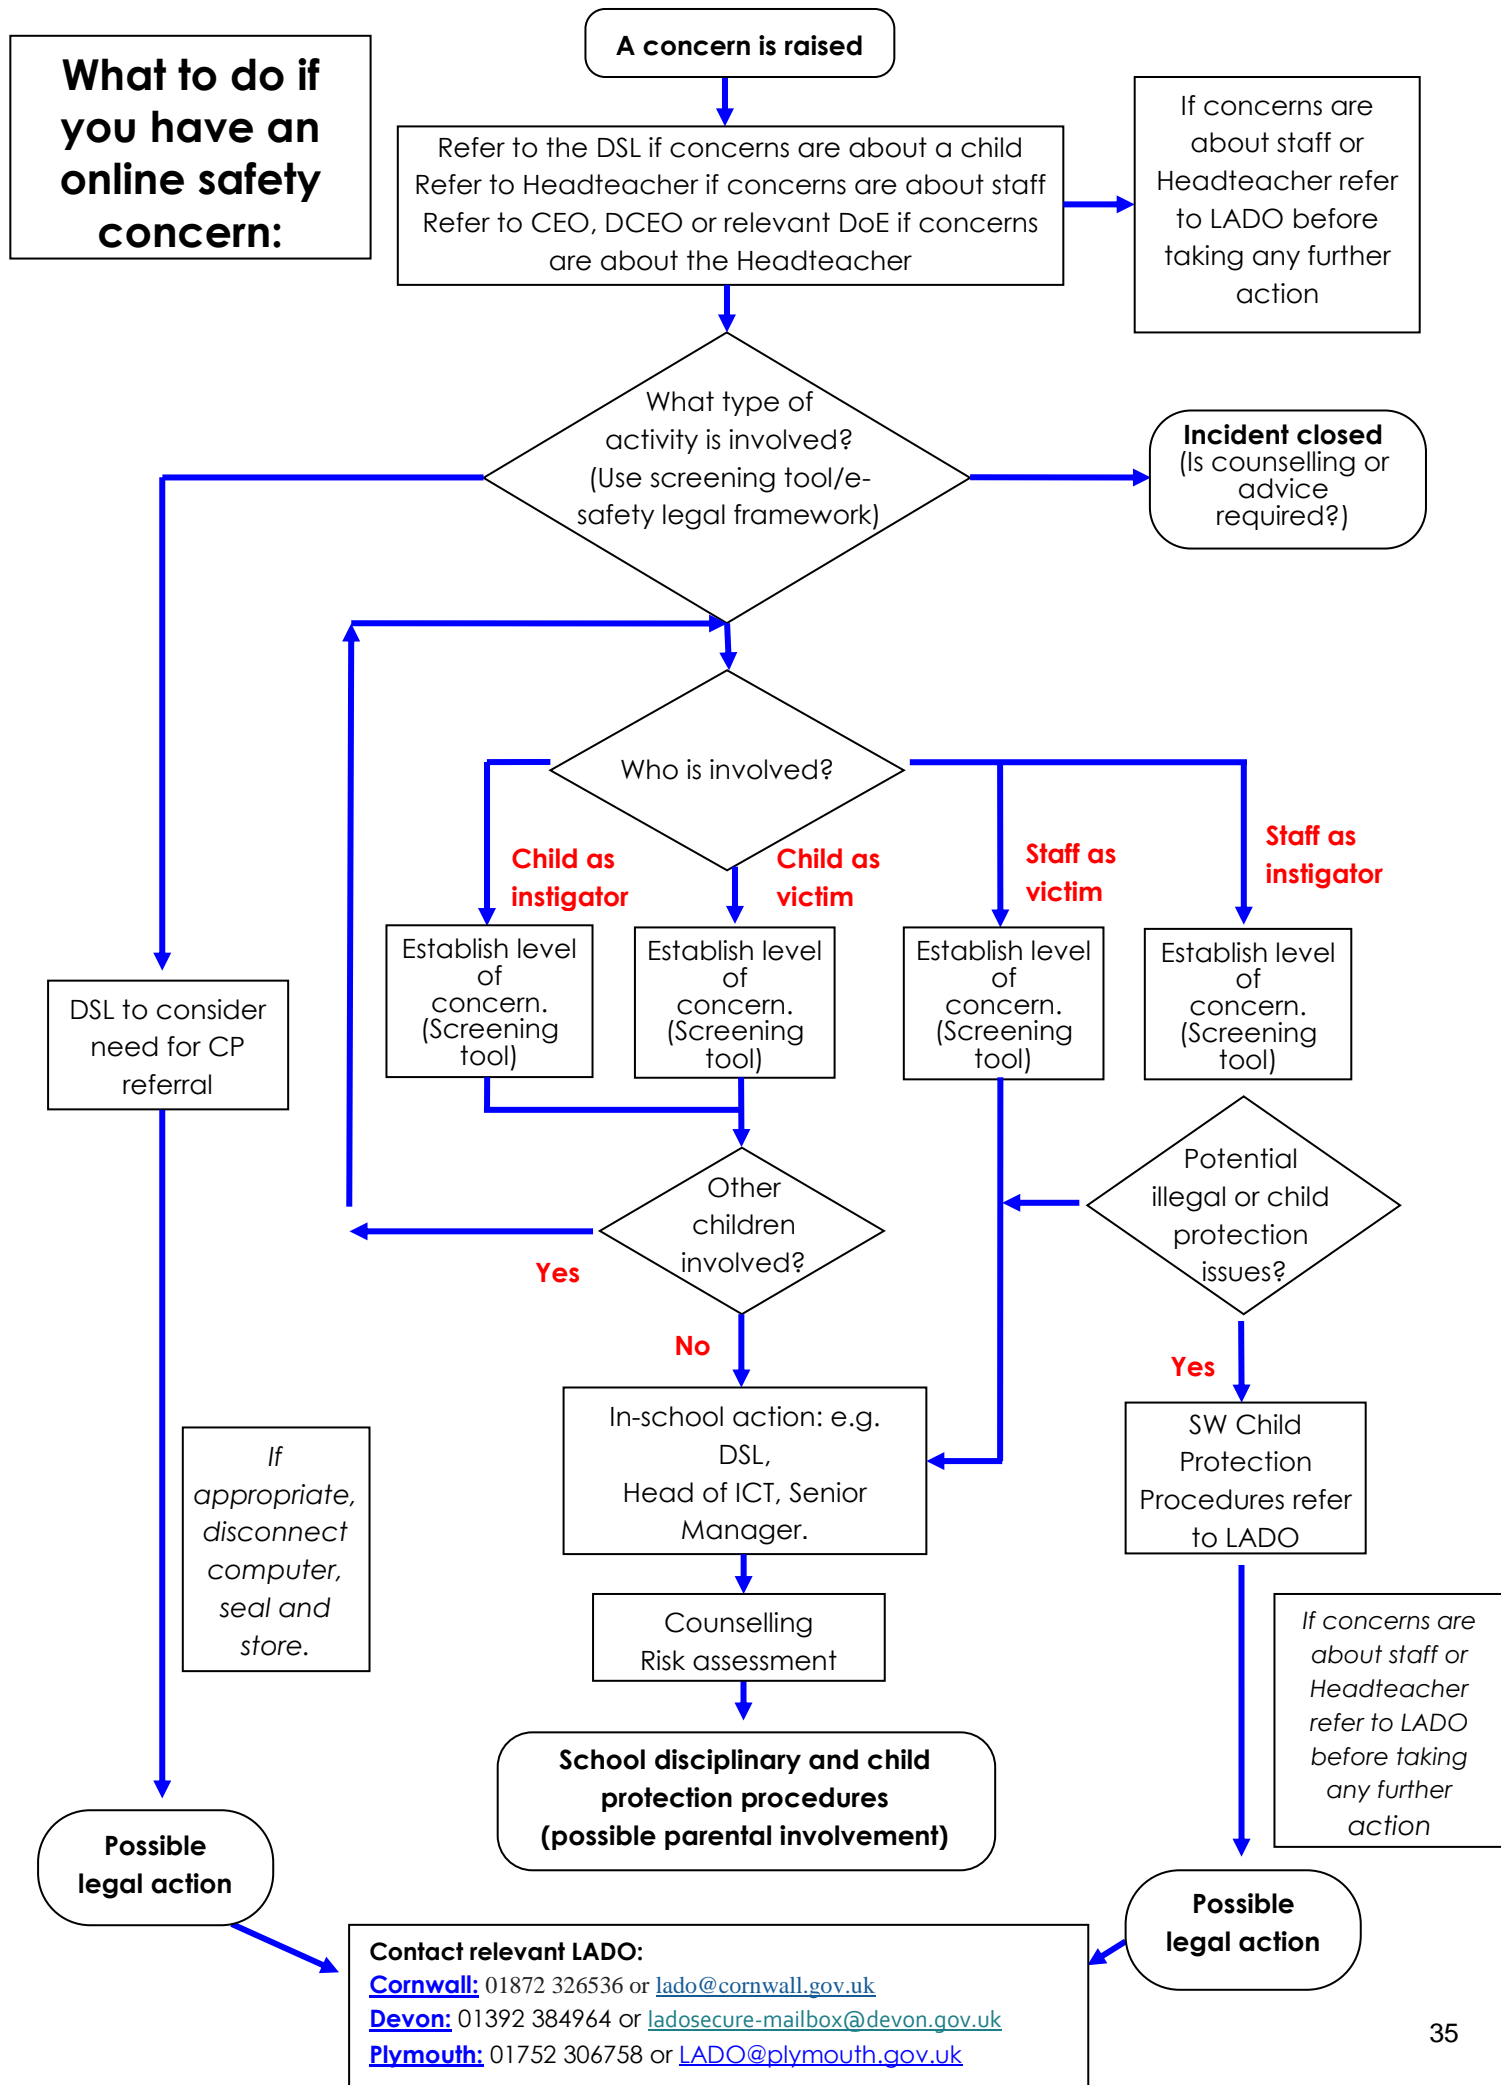 What to do if
you have an
online safety
concern:
A concern is raised
Refer to the DSL if concerns are about a child
Refer to Headteacher if concerns are about staff
Refer to CEO, DCEO or relevant DoE if concerns
are about the Headteacher
If concerns are
about staff or
Headteacher refer
to LADO before
taking any further
action
What type of
activity is involved?
(Use screening tool/e-
safety legal framework)
Incident closed
(Is counselling or
advice
required?)
Who is involved?
Child as
instigator
Child as
victim
Staff as
victim
Staff as
instigator
Establish level
of
concern.
(Screening
tool)
Establish level
of
concern.
(Screening
tool)
Establish level
of
concern.
(Screening
tool)
Establish level
of
concern.
(Screening
tool)
DSL to consider
need for CP
referral
Other
children
involved?
Potential
illegal or child
protection
issues?
Yes
No
Yes
In-school action: e.g.
DSL,
Head of ICT, Senior
Manager.
SW Child
Protection
Procedures refer
to LADO
If
appropriate,
disconnect
computer,
seal and
store.
Counselling
Risk assessment
If concerns are
about staff or
Headteacher
refer to LADO
before taking
any further
action
School disciplinary and child
protection procedures
(possible parental involvement)
Possible
legal action
Possible
legal action
Contact relevant LADO:
Cornwall: 01872 326536 or lado@cornwall.gov.uk
Devon: 01392 384964 or ladosecure-mailbox@devon.gov.uk
Plymouth: 01752 306758 or LADO@plymouth.gov.uk
35